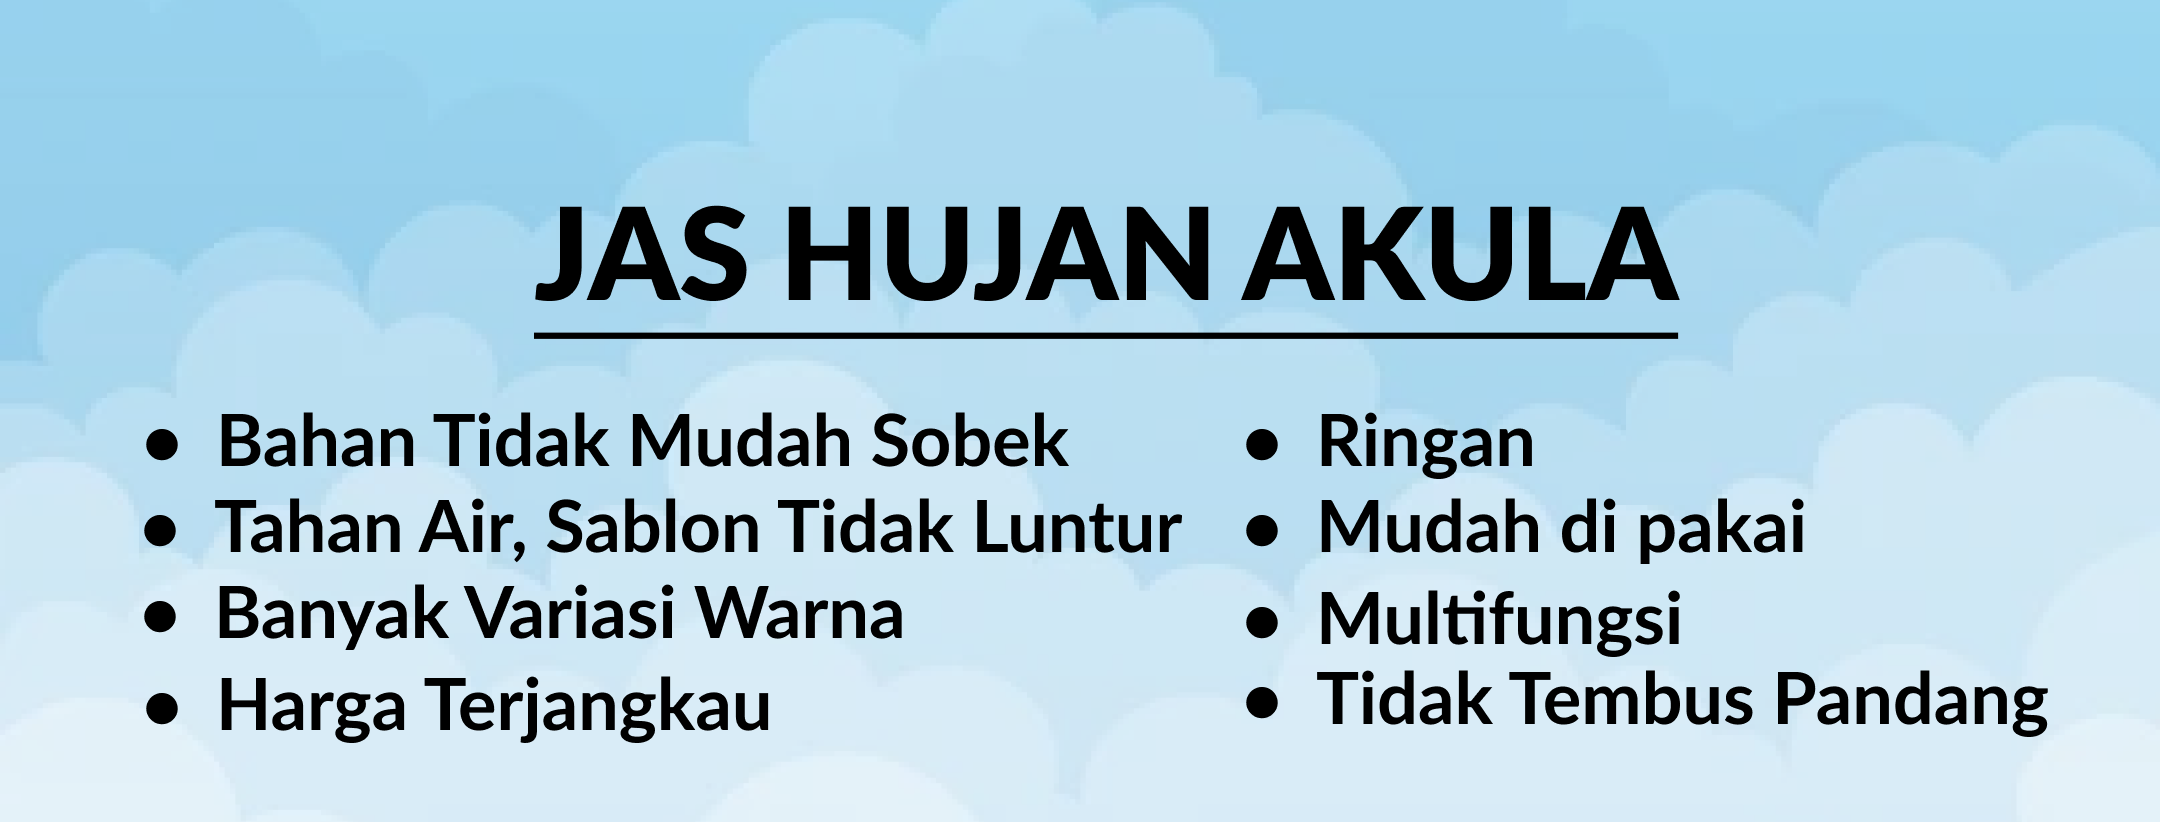 JAS HUJAN AKULA
● Bahan Tidak Mudah Sobek
● Tahan Air, Sablon Tidak Luntur
● Banyak Variasi Warna
● Harga Terjangkau
● Ringan
● Mudah di pakai
● Multifungsi
● Tidak Tembus Pandang